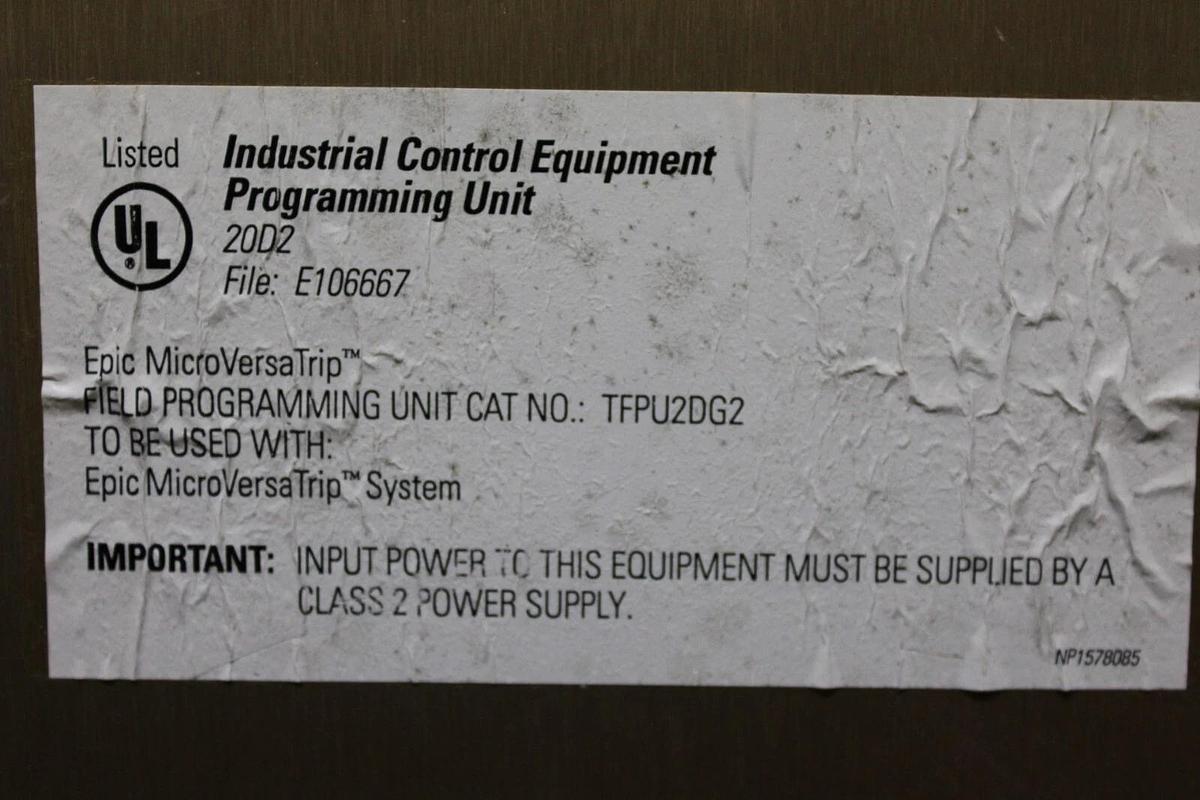 Listed
Industrial Control Equipment
Programming Unit
UL®
20D2
File: E106667
Epic MicroVersaTrip™
FIELD PROGRAMMING UNIT CAT NO.: TFPU2DG2
TO BE USED WITH:
Epic MicroVersaTrip™ System
IMPORTANT: INPUT POWER TO THIS EQUIPMENT MUST BE SUPPLIED BY A
CLASS 2 POWER SUPPLY.
NP1578085